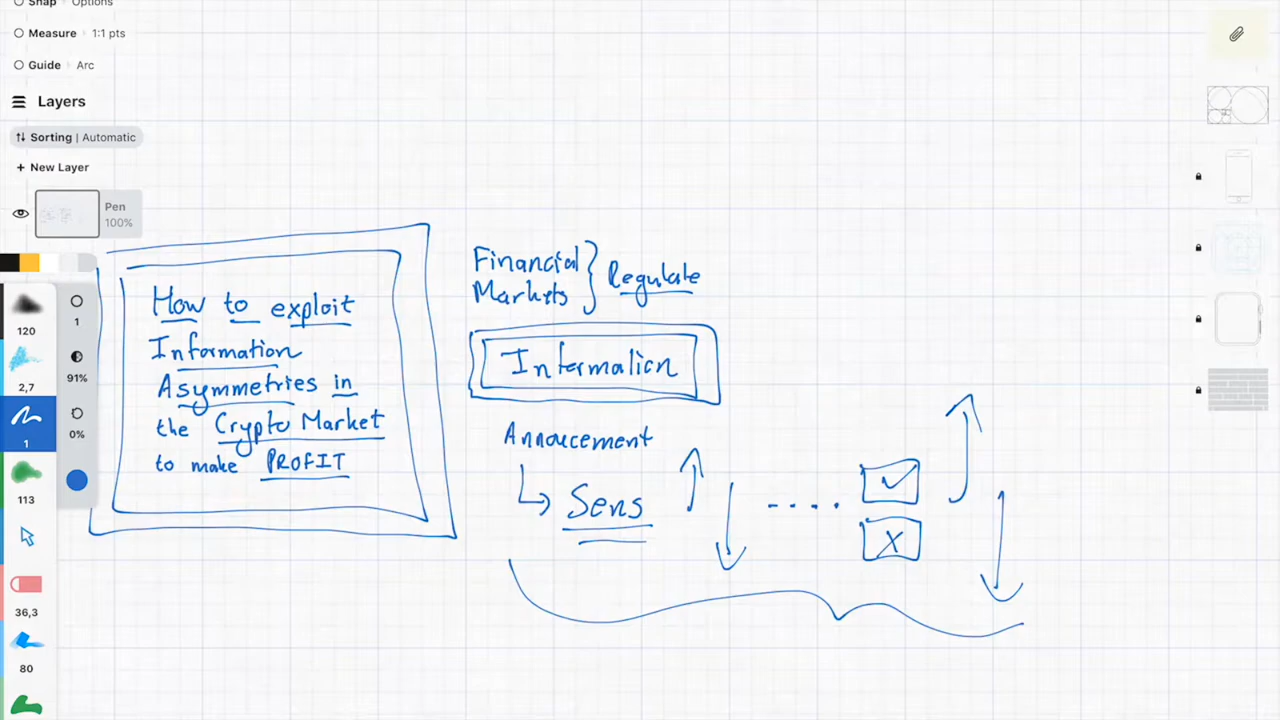 Snap Options
Measure 1:1 pts
Guide Arc
Layers
Sorting | Automatic
+ New Layer
Pen
100%
1
120
91%
2,7
0%
1
113
36,3
80
How to exploit
Information
Asymmetries in
the Crypto Market
to make PROFIT
Financial
Markets
Regulate
Information
Annoucement
Sens
X